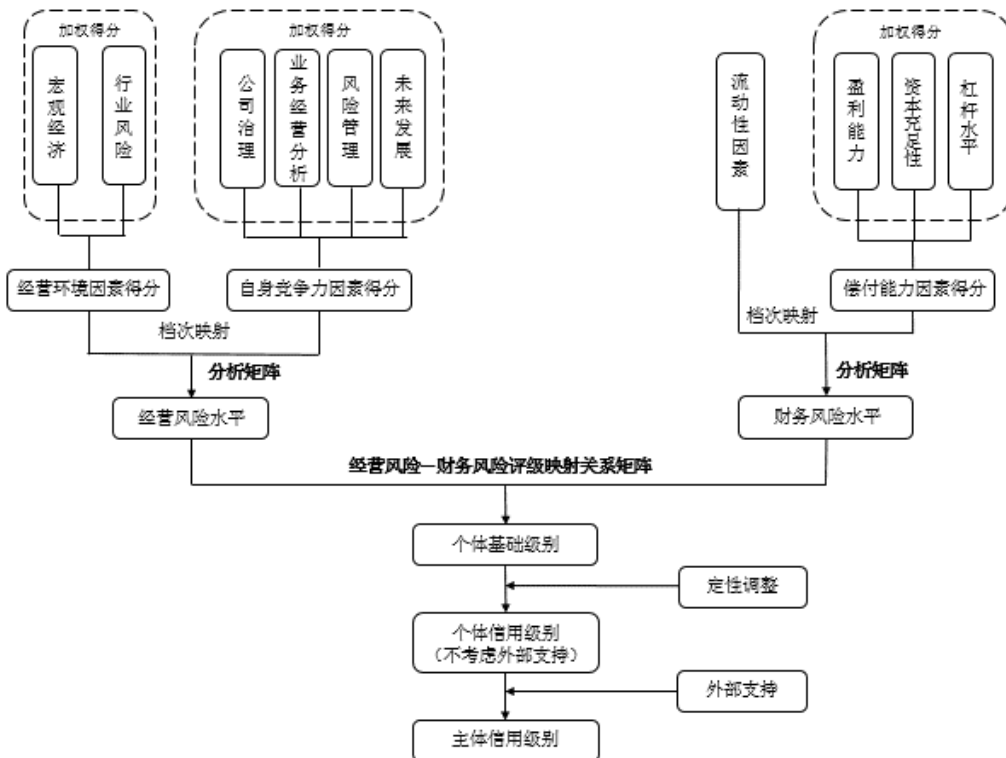 加权得分
加权得分
加权得分
宏观经济
行业风险
公司治理
业务经营分析
风险管理
未来发展
流动性因素
盈利能力
资本充足性
杠杆水平
经营环境因素得分
自身竞争力因素得分
偿付能力因素得分
档次映射
档次映射
分析矩阵
分析矩阵
经营风险水平
财务风险水平
经营风险—财务风险评级映射关系矩阵
个体基础级别
定性调整
个体信用级别
（不考虑外部支持）
外部支持
主体信用级别